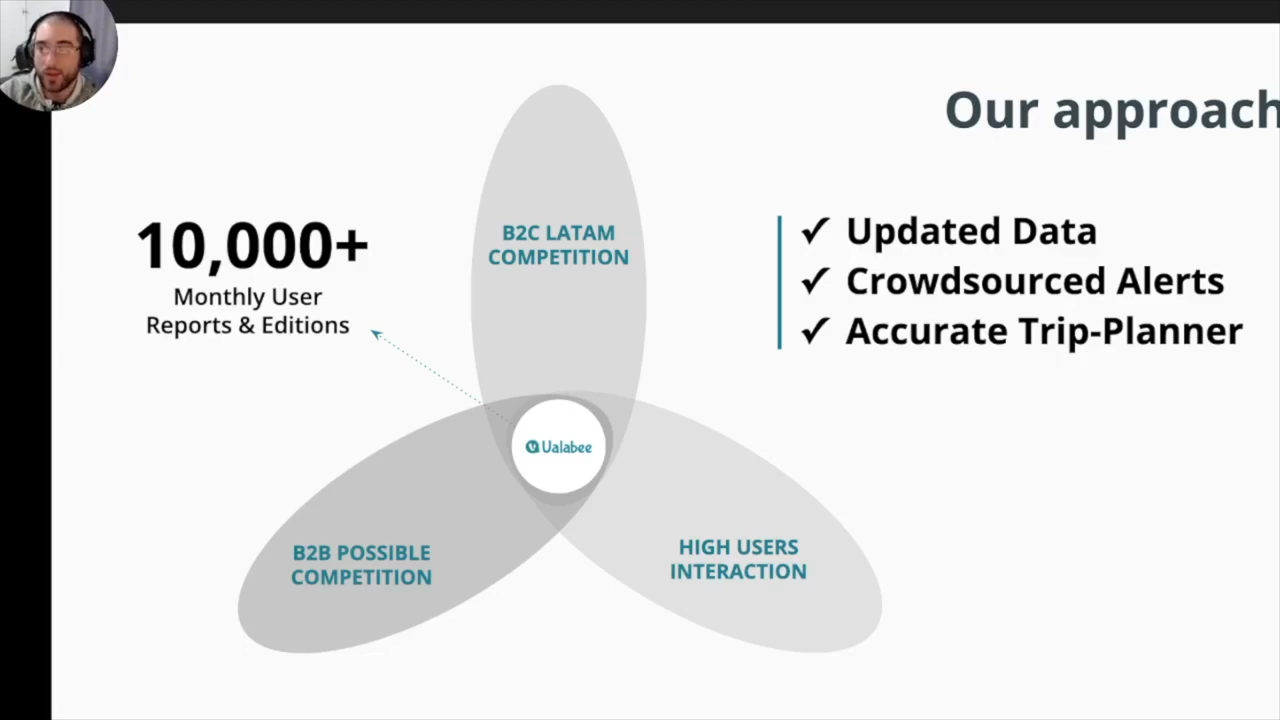 Our approach
10,000+
Monthly User
Reports & Editions
B2C LATAM
COMPETITION
✓ Updated Data
✓ Crowdsourced Alerts
✓ Accurate Trip-Planner
Ualabee
B2B POSSIBLE
COMPETITION
HIGH USERS
INTERACTION